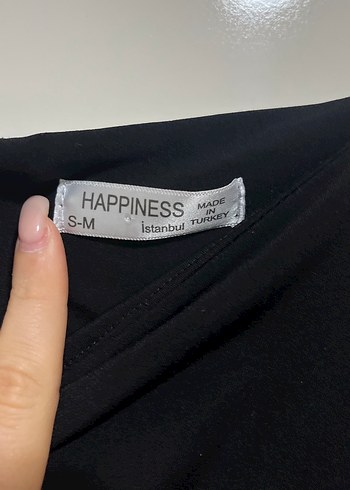 HAPPINESS
S-M İstanbul
MADE
IN
TURKEY